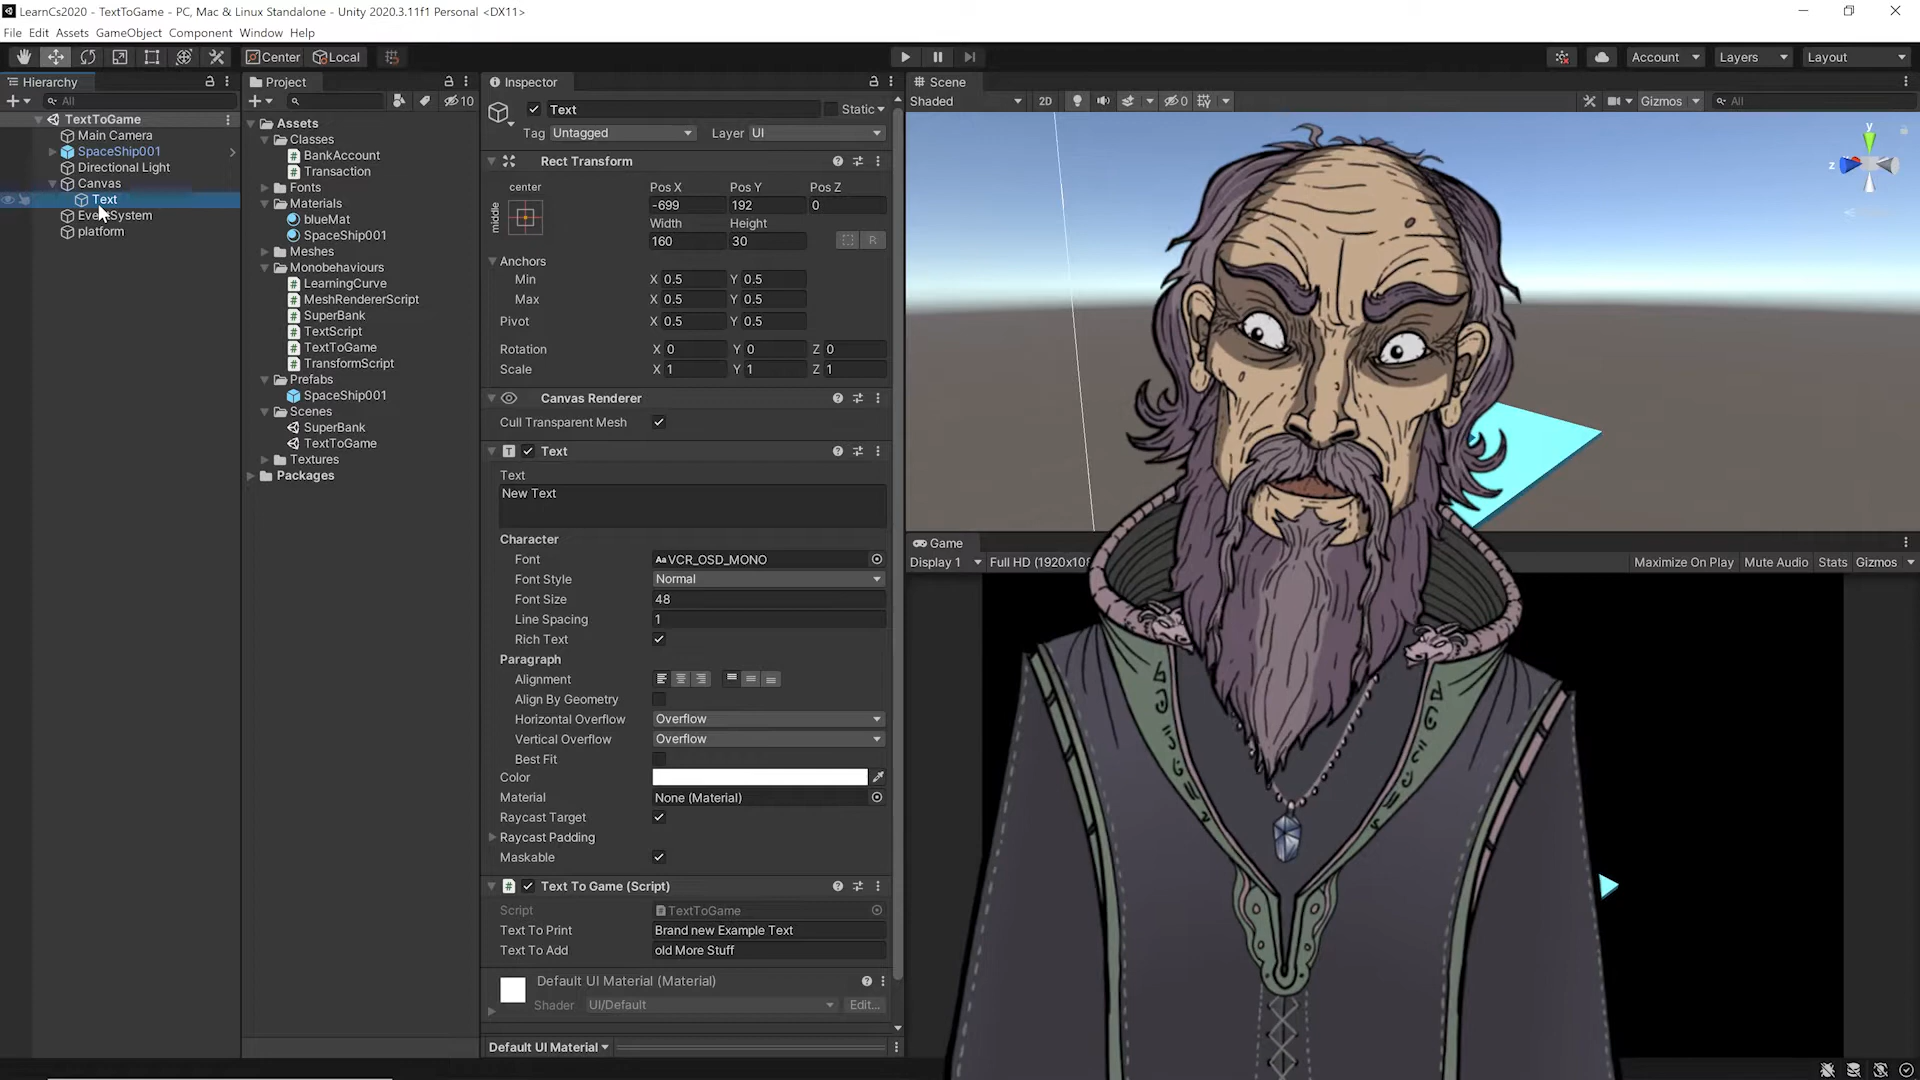 LearnCs2020 - TextToGame - PC, Mac & Linux Standalone - Unity 2020.3.11f1 Personal <DX11>
File Edit Assets GameObject Component Window Help
Center Local Account Layers Layout
Hierarchy
All
TextToGame
Main Camera
SpaceShip001
Directional Light
Canvas
Text
EventSystem
platform
Project
10
Assets
Classes
BankAccount
Transaction
Fonts
Materials
blueMat
SpaceShip001
Meshes
Monobehaviours
LearningCurve
MeshRendererScript
SuperBank
TextScript
TextToGame
TransformScript
Prefabs
SpaceShip001
Scenes
SuperBank
TextToGame
Textures
Packages
Inspector
Text Static
Tag Untagged Layer UI
Rect Transform
center
middle
Pos X Pos Y Pos Z
-699 192 0
Width Height
160 30 R
Anchors
Min X 0.5 Y 0.5
Max X 0.5 Y 0.5
Pivot X 0.5 Y 0.5
Rotation X 0 Y 0 Z 0
Scale X 1 Y 1 Z 1
Canvas Renderer
Cull Transparent Mesh
Text
Text
New Text
Character
Font Aa VCR_OSD_MONO
Font Style Normal
Font Size 48
Line Spacing 1
Rich Text
Paragraph
Alignment
Align By Geometry
Horizontal Overflow Overflow
Vertical Overflow Overflow
Best Fit
Color
Material None (Material)
Raycast Target
Raycast Padding
Maskable
Text To Game (Script)
Script TextToGame
Text To Print Brand new Example Text
Text To Add old More Stuff
Default UI Material (Material)
Shader UI/Default Edit...
Default UI Material
Scene
Shaded 2D 0 Gizmos All
y
z
Game
Display 1 Full HD (1920x108 Maximize On Play Mute Audio Stats Gizmos